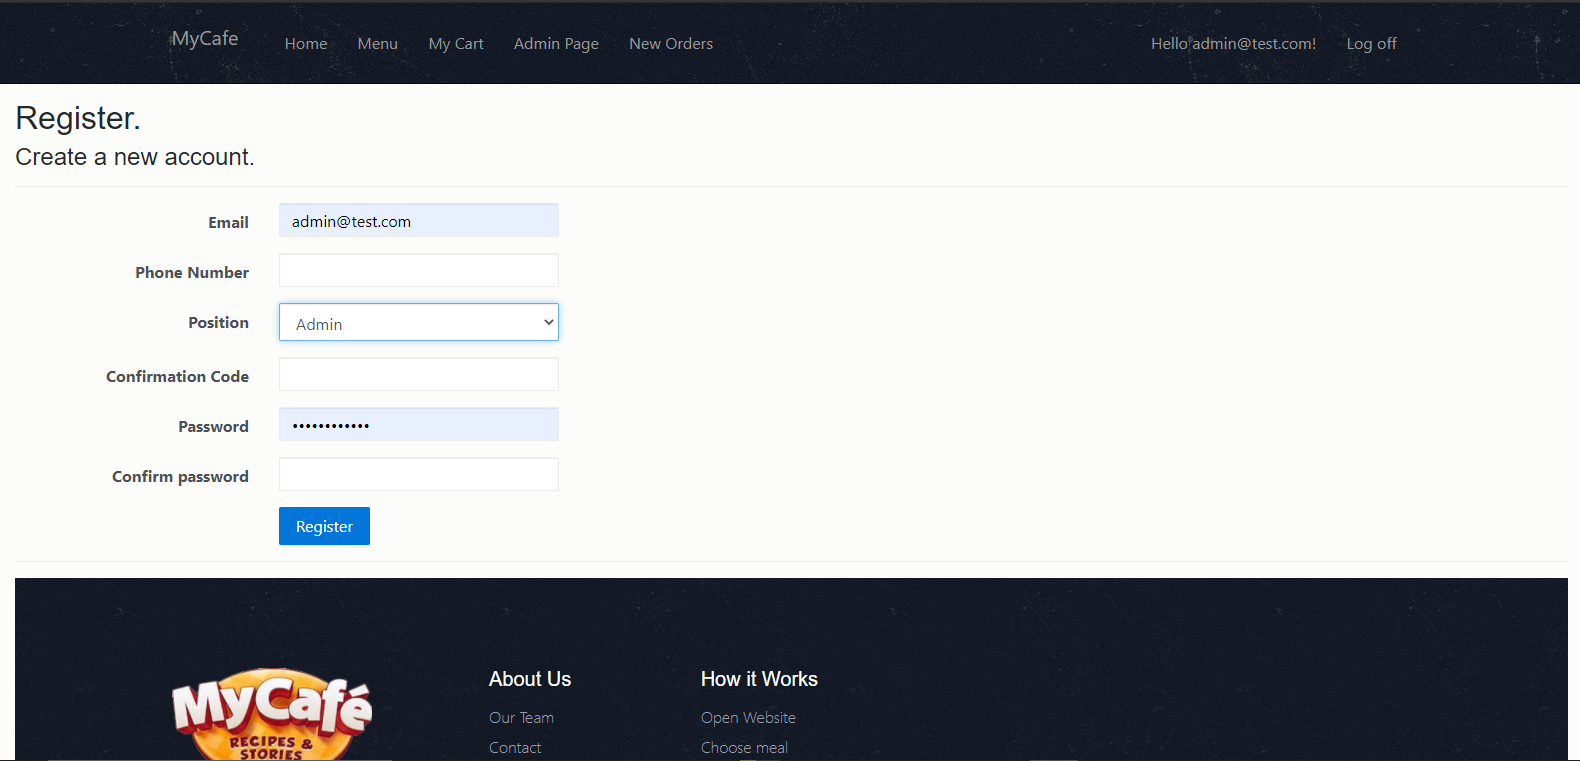 MyCafe Home Menu My Cart Admin Page New Orders Hello admin@test.com! Log off
Register.
Create a new account.
Email admin@test.com
Phone Number
Position Admin
Confirmation Code
Password ••••••••••••
Confirm password
Register
MyCafé
RECIPES &
STORIES
About Us
Our Team
Contact
How it Works
Open Website
Choose meal